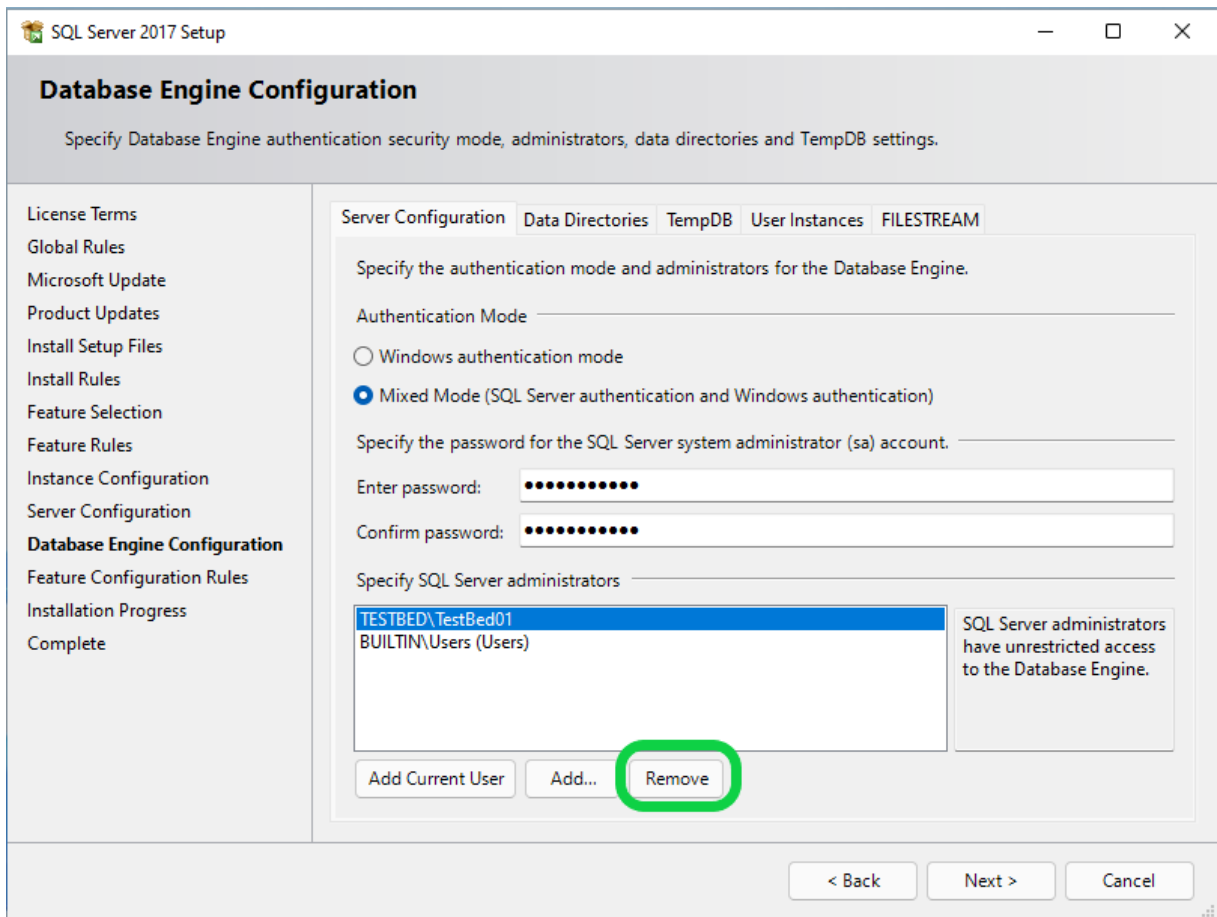 SQL Server 2017 Setup
Database Engine Configuration
Specify Database Engine authentication security mode, administrators, data directories and TempDB settings.
License Terms
Global Rules
Microsoft Update
Product Updates
Install Setup Files
Install Rules
Feature Selection
Feature Rules
Instance Configuration
Server Configuration
Database Engine Configuration
Feature Configuration Rules
Installation Progress
Complete
Server Configuration Data Directories TempDB User Instances FILESTREAM
Specify the authentication mode and administrators for the Database Engine.
Authentication Mode
Windows authentication mode
Mixed Mode (SQL Server authentication and Windows authentication)
Specify the password for the SQL Server system administrator (sa) account.
Enter password: ●●●●●●●●●●●
Confirm password: ●●●●●●●●●●●
Specify SQL Server administrators
TESTBED\TestBed01
BUILTIN\Users (Users)
SQL Server administrators
have unrestricted access
to the Database Engine.
Add Current User Add... Remove
< Back Next > Cancel